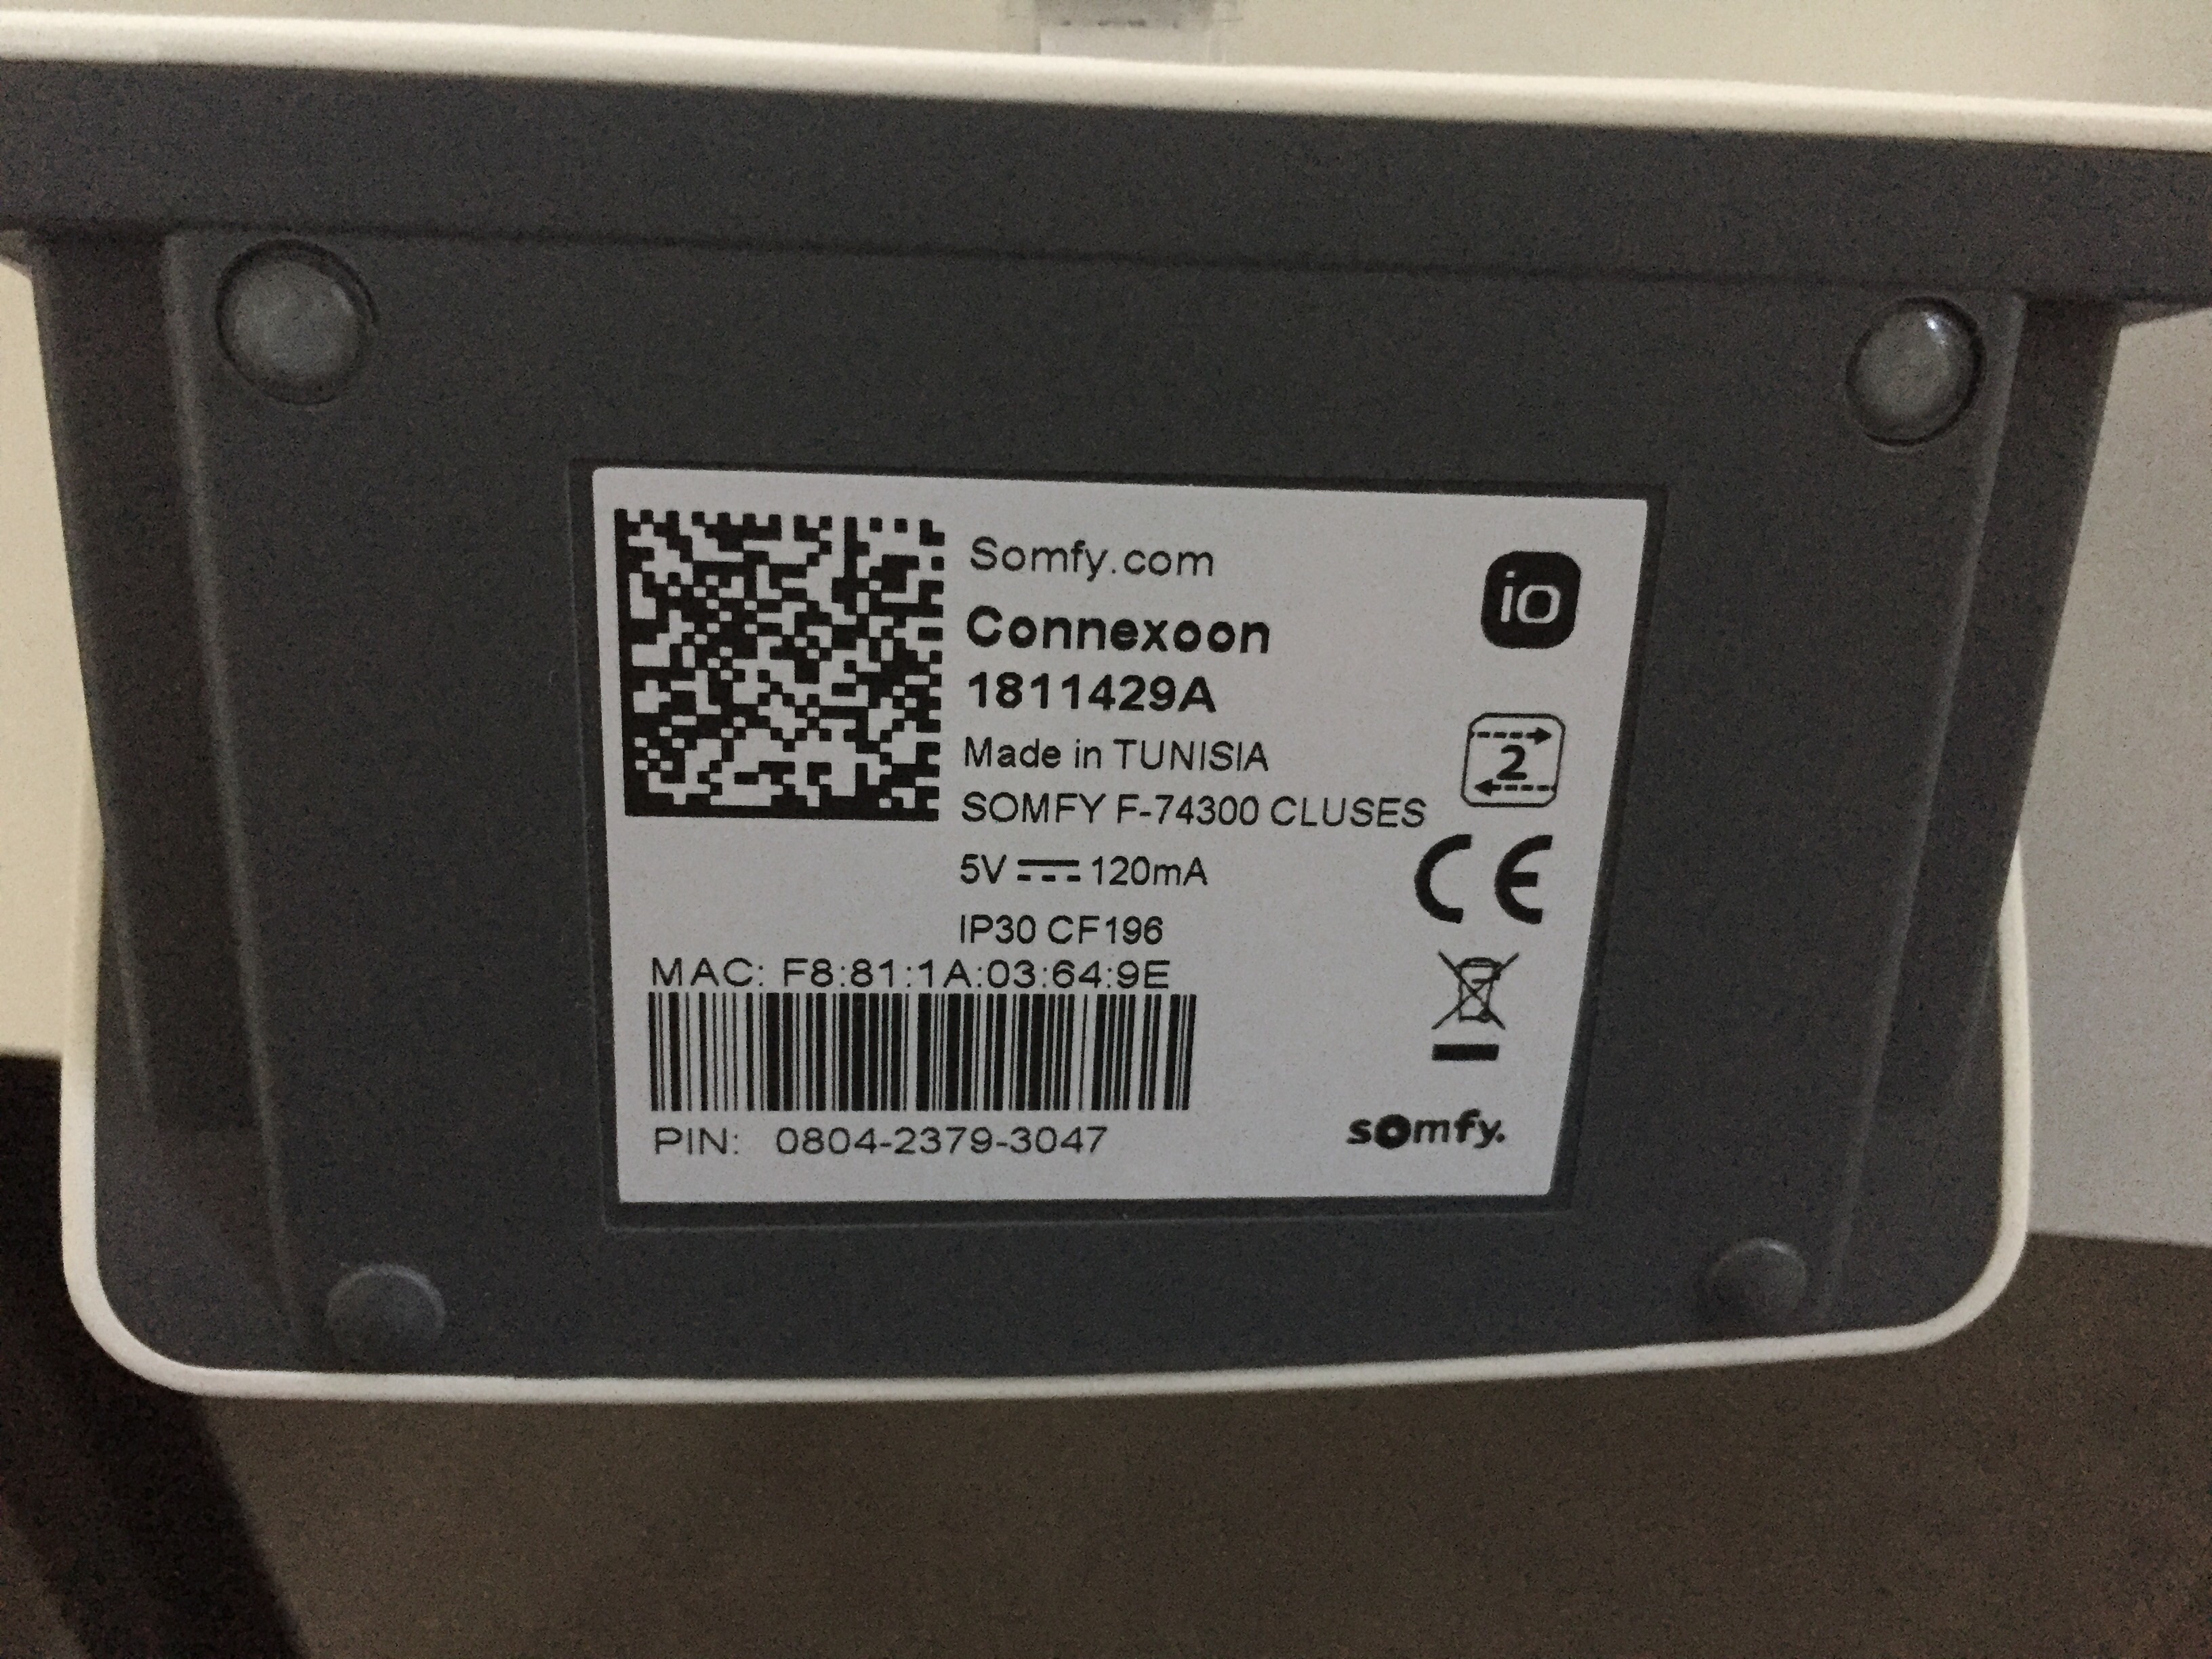 Somfy.com
io
Connexoon
1811429A
2
Made in TUNISIA
SOMFY F-74300 CLUSES
5V 120mA
CE
IP30 CF196
MAC: F8:81:1A:03:64:9E
PIN: 0804-2379-3047
somfy.